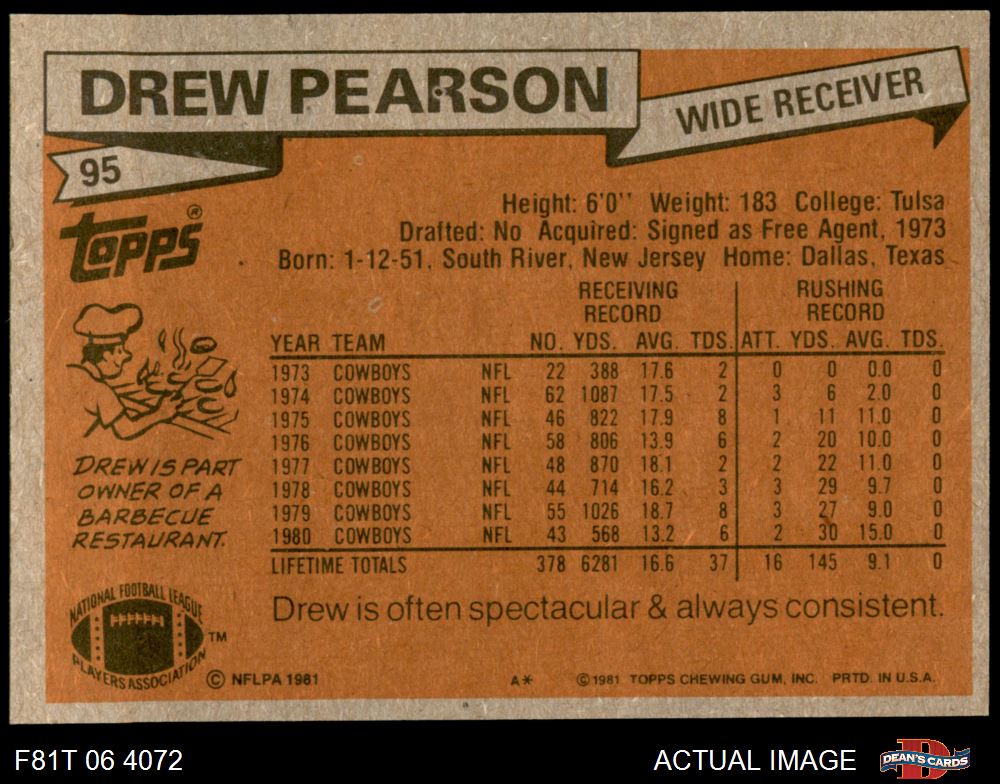 DREW PEARSON
WIDE RECEIVER
95
TOPPS®
Height: 6'0'' Weight: 183 College: Tulsa
Drafted: No Acquired: Signed as Free Agent, 1973
Born: 1-12-51, South River, New Jersey Home: Dallas, Texas
RECEIVING RECORD RUSHING RECORD
YEAR TEAM NO. YDS. AVG. TDS. ATT. YDS. AVG. TDS.
1973 COWBOYS NFL 22 388 17.6 2 0 0 0.0 0
1974 COWBOYS NFL 62 1087 17.5 2 3 6 2.0 0
1975 COWBOYS NFL 46 822 17.9 8 1 11 11.0 0
1976 COWBOYS NFL 58 806 13.9 6 2 20 10.0 0
1977 COWBOYS NFL 48 870 18.1 2 2 22 11.0 0
1978 COWBOYS NFL 44 714 16.2 3 3 29 9.7 0
1979 COWBOYS NFL 55 1026 18.7 8 3 27 9.0 0
1980 COWBOYS NFL 43 568 13.2 6 2 30 15.0 0
LIFETIME TOTALS 378 6281 16.6 37 16 145 9.1 0
DREW IS PART
OWNER OF A
BARBECUE
RESTAURANT.
Drew is often spectacular & always consistent.
NATIONAL FOOTBALL LEAGUE
PLAYERS ASSOCIATION
TM
© NFLPA 1981 A* ©1981 TOPPS CHEWING GUM, INC. PRTD. IN U.S.A.
F81T 06 4072 ACTUAL IMAGE D DEAN'S CARDS